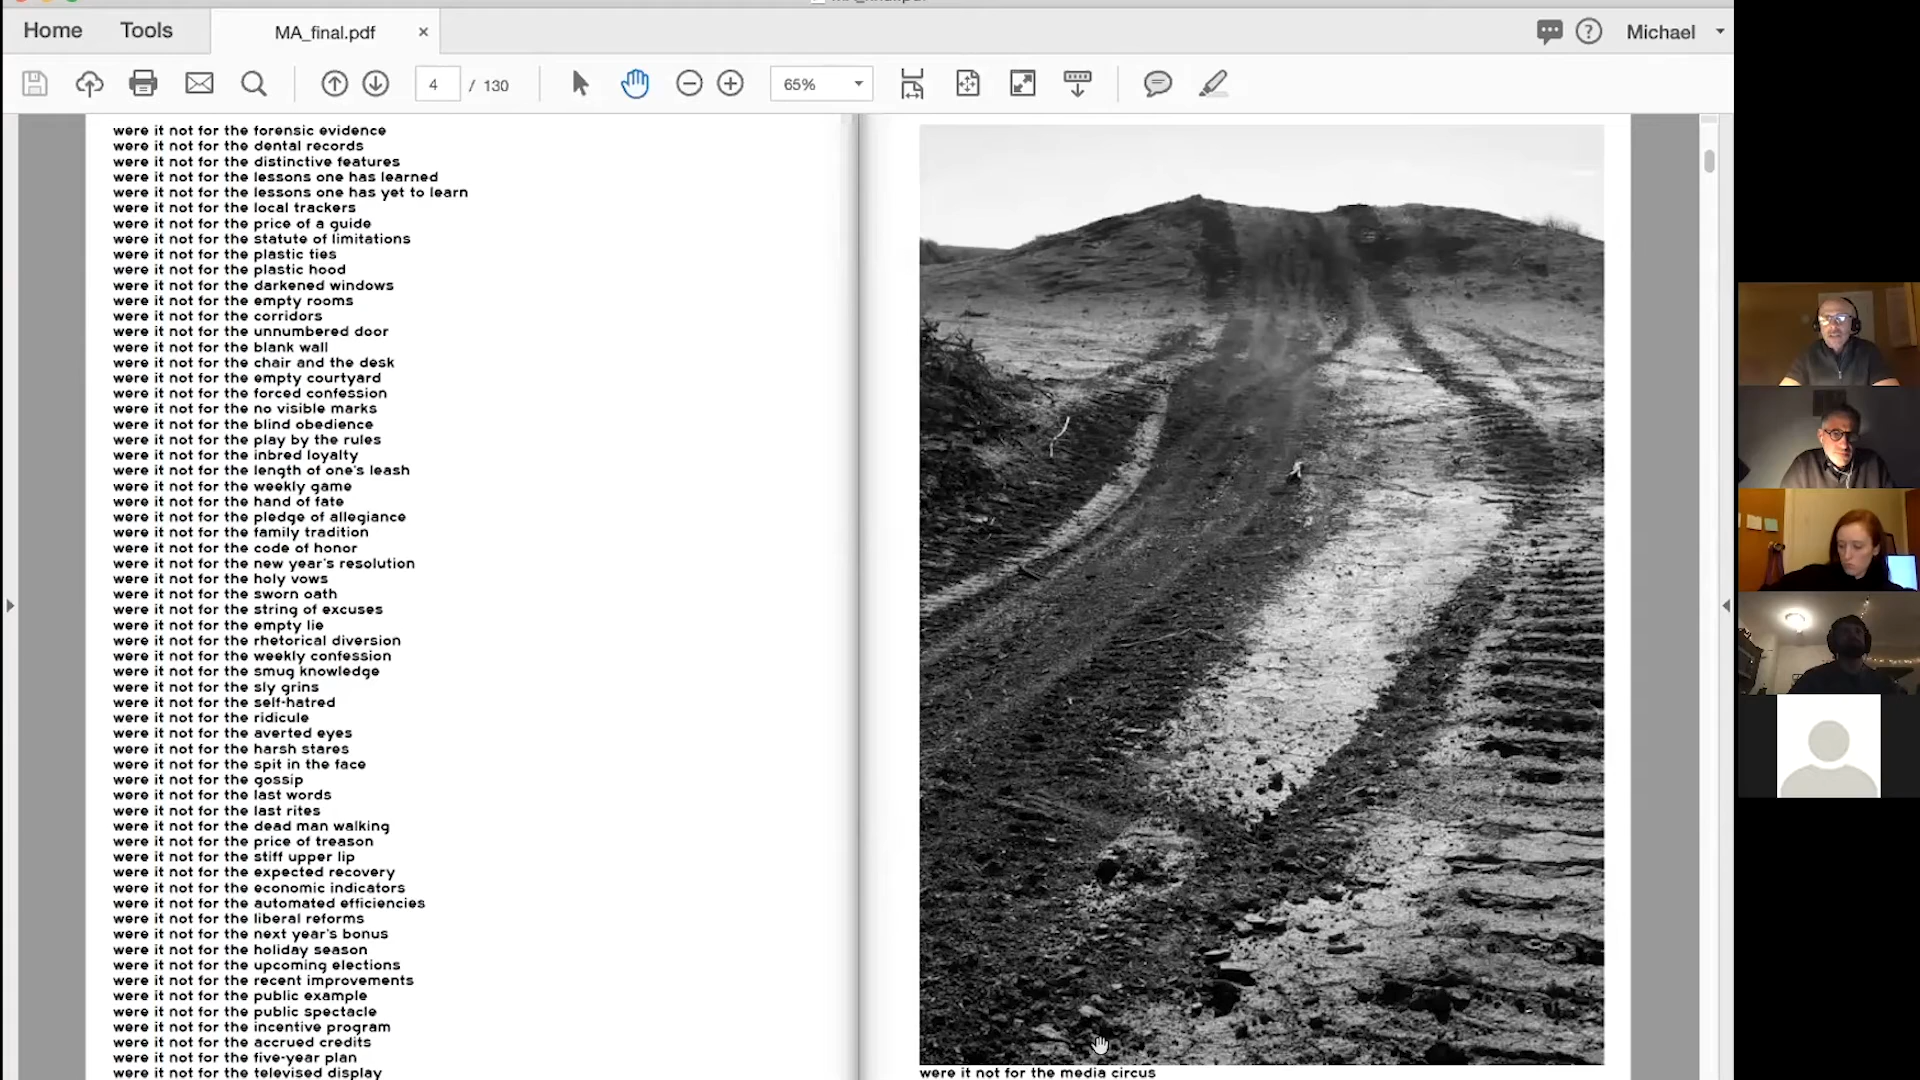 Home
Tools
MA_final.pdf
Michael
4 / 130
65%
were it not for the forensic evidence
were it not for the dental records
were it not for the distinctive features
were it not for the lessons one has learned
were it not for the lessons one has yet to learn
were it not for the local trackers
were it not for the price of a guide
were it not for the statute of limitations
were it not for the plastic ties
were it not for the plastic hood
were it not for the darkened windows
were it not for the empty rooms
were it not for the corridors
were it not for the unnumbered door
were it not for the blank wall
were it not for the chair and the desk
were it not for the empty courtyard
were it not for the forced confession
were it not for the no visible marks
were it not for the blind obedience
were it not for the play by the rules
were it not for the inbred loyalty
were it not for the length of one's leash
were it not for the weekly game
were it not for the hand of fate
were it not for the pledge of allegiance
were it not for the family tradition
were it not for the code of honor
were it not for the new year's resolution
were it not for the holy vows
were it not for the sworn oath
were it not for the string of excuses
were it not for the empty lie
were it not for the rhetorical diversion
were it not for the weekly confession
were it not for the smug knowledge
were it not for the sly grins
were it not for the self-hatred
were it not for the ridicule
were it not for the averted eyes
were it not for the harsh stares
were it not for the spit in the face
were it not for the gossip
were it not for the last words
were it not for the last rites
were it not for the dead man walking
were it not for the price of treason
were it not for the stiff upper lip
were it not for the expected recovery
were it not for the economic indicators
were it not for the automated efficiencies
were it not for the liberal reforms
were it not for the next year's bonus
were it not for the holiday season
were it not for the upcoming elections
were it not for the recent improvements
were it not for the public example
were it not for the public spectacle
were it not for the incentive program
were it not for the accrued credits
were it not for the five-year plan
were it not for the televised display
were it not for the media circus